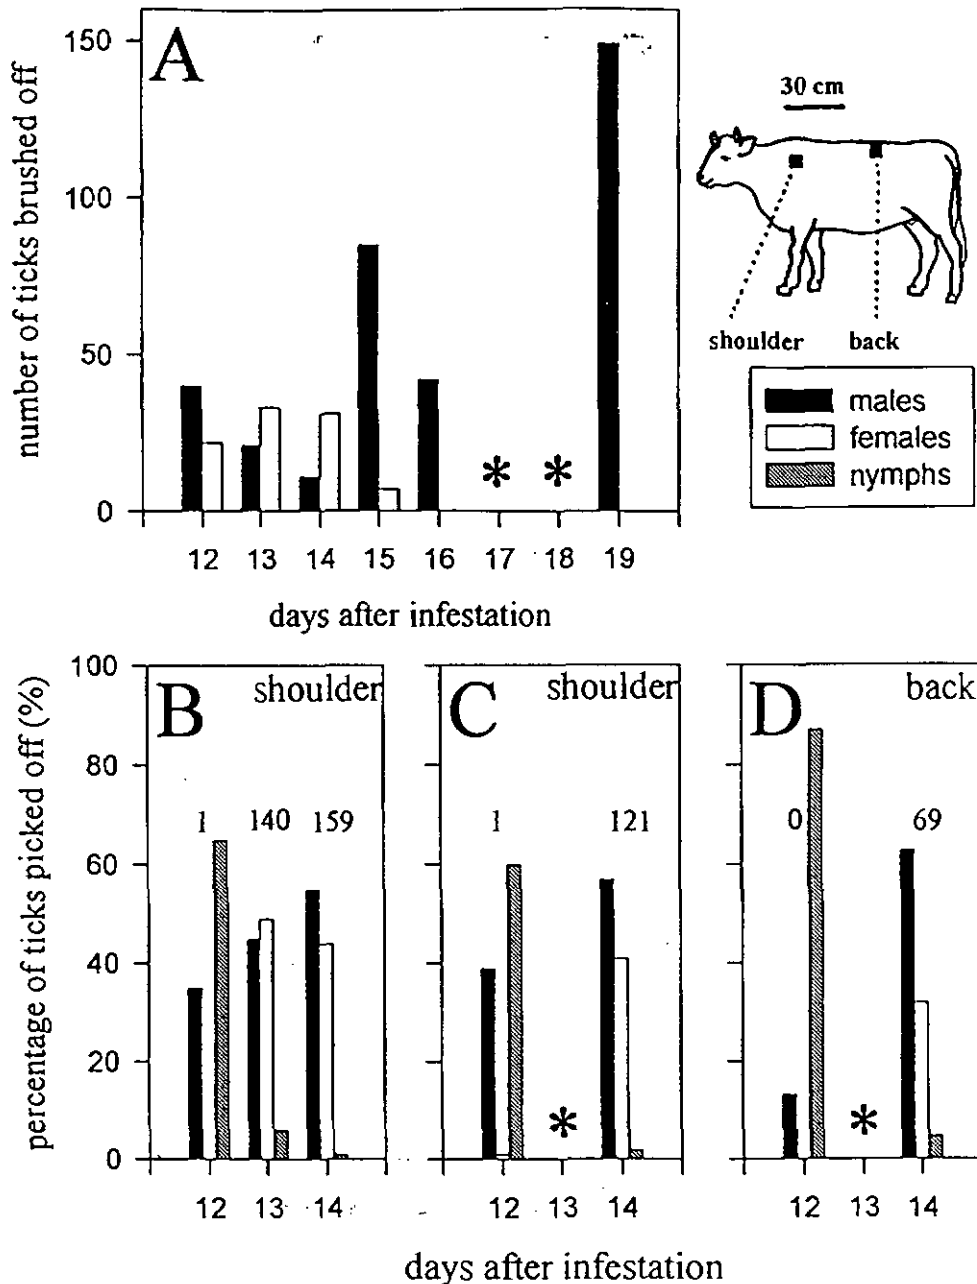 A
number of ticks brushed off
150
100
50
0
* *
12 13 14 15 16 17 18 19
days after infestation
30 cm
shoulder back
males
females
nymphs
percentage of ticks picked off (%)
100
80
60
40
20
0
B shoulder
1 140 159
12 13 14
C shoulder
1 121
*
12 13 14
D back
0 69
*
12 13 14
days after infestation